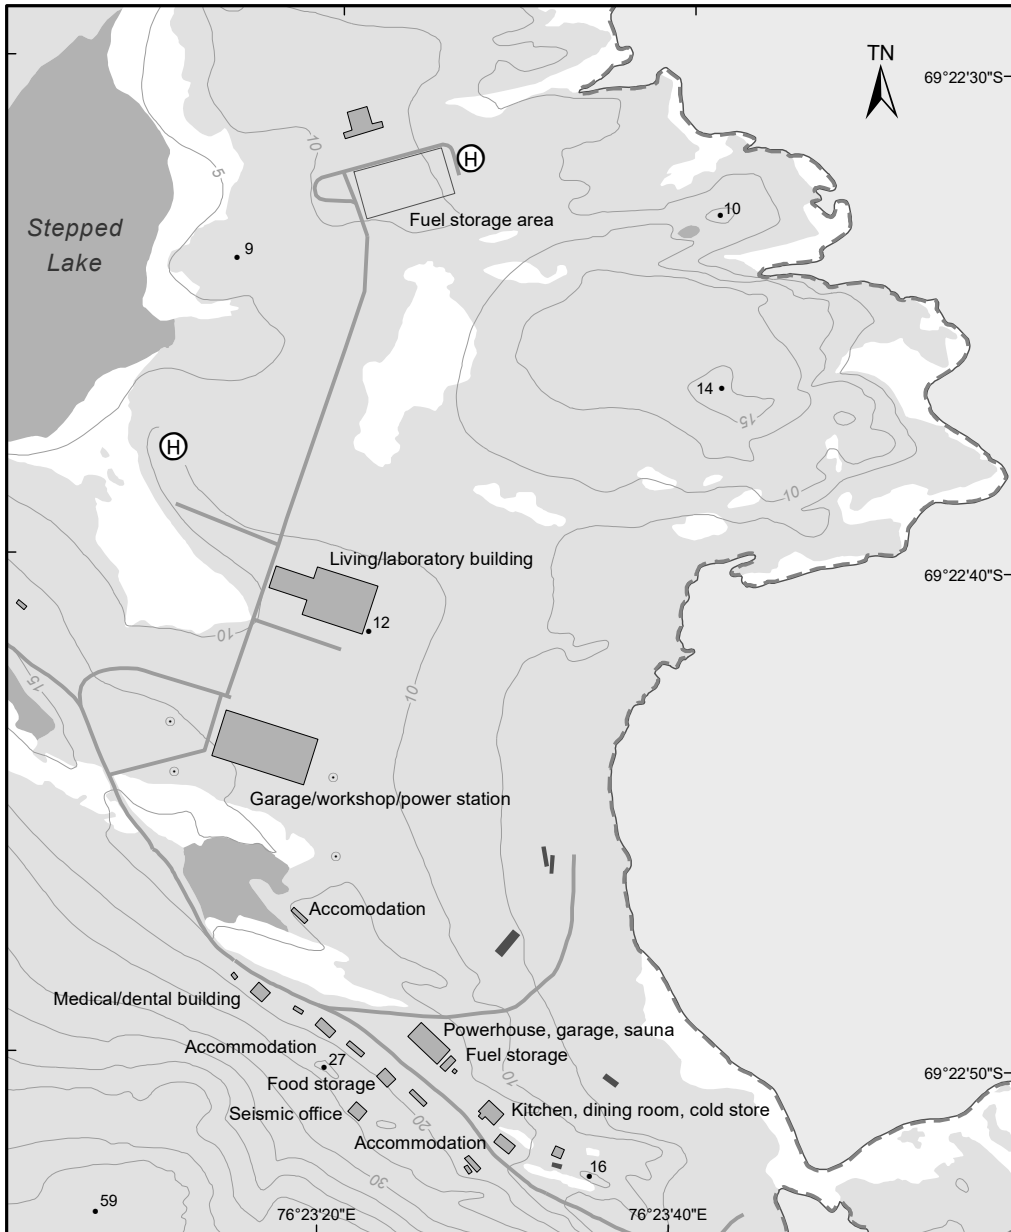 TN
69°22'30"S
10
H
5
10
Fuel storage area
Stepped
Lake
9
14
15
H
10
Living/laboratory building
69°22'40"S
12
10
15
10
Garage/workshop/power station
Accomodation
Medical/dental building
Powerhouse, garage, sauna
Accommodation
Fuel storage
27
Food storage
10
69°22'50"S
Seismic office
20
Kitchen, dining room, cold store
Accommodation
16
30
59
76°23'20"E
76°23'40"E